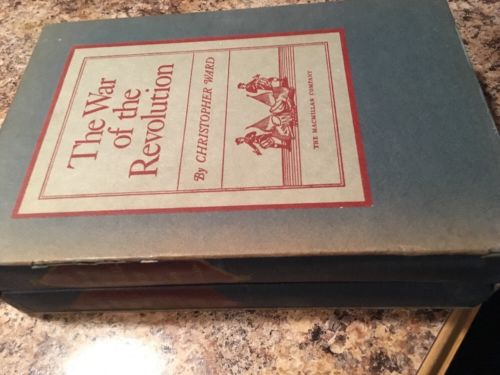 The War
of the
Revolution
By CHRISTOPHER WARD
THE MACMILLAN COMPANY